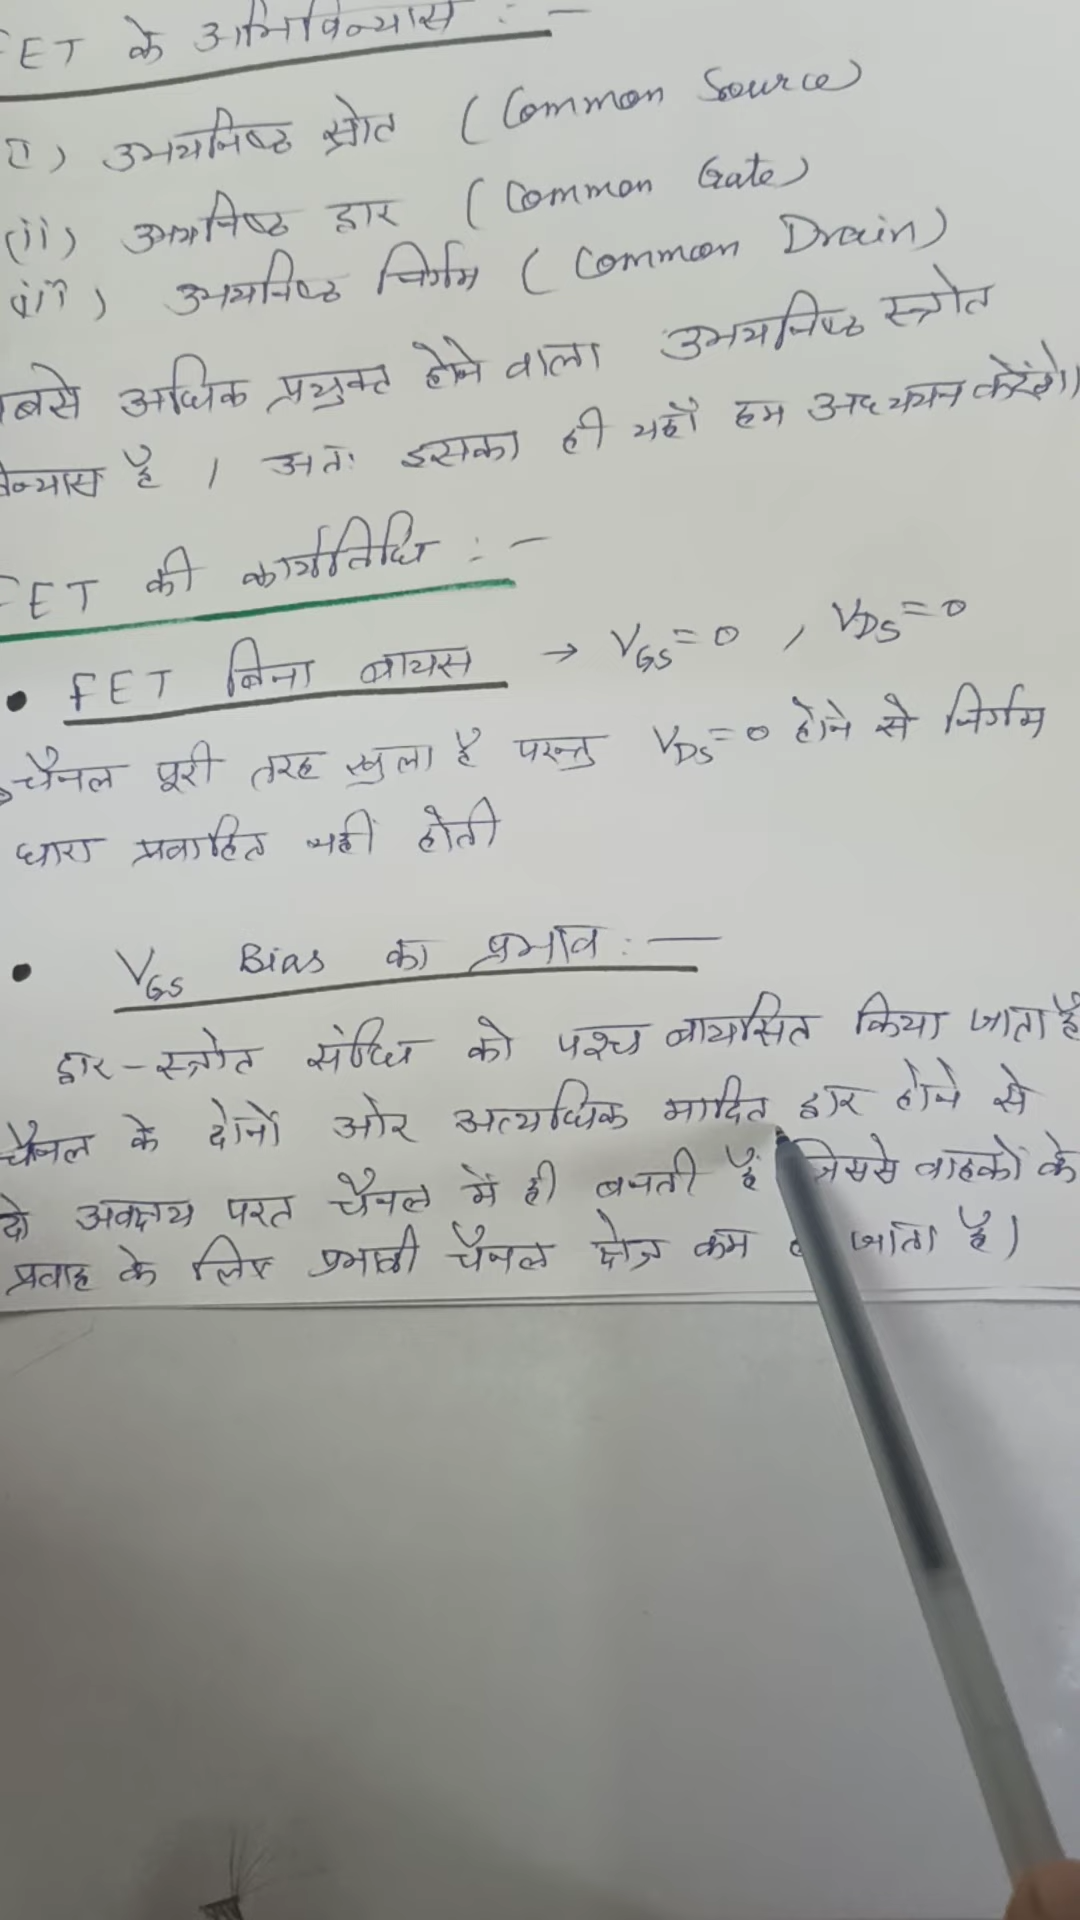 FET के अभिविन्यास : —
i) उभयनिष्ठ स्रोत (Common Source)
(ii) उभयनिष्ठ द्वार (Common Gate)
iii) उभयनिष्ठ निर्गम (Common Drain)
सबसे अधिक प्रयुक्त होने वाला उभयनिष्ठ स्त्रोत
विन्यास है । अतः इसका ही यहाँ हम अध्ययन करेंगे।
FET की कार्यविधि : —
• FET बिना बायस → VGS = 0 , VDS = 0
चैनल पूरी तरह खुला है परन्तु VDS = 0 होने से निर्गम
धारा प्रवाहित नहीं होती
• VGS Bias का प्रभाव : —
द्वार - स्त्रोत संधि को पश्च बायसित किया जाता है
चैनल के दोनों ओर अत्यधिक मादित द्वार होने से
दो अवक्षय परत चैनल में ही बनती हैं जिससे वाहकों के
प्रवाह के लिए प्रभावी चैनल क्षेत्र कम जाता है।